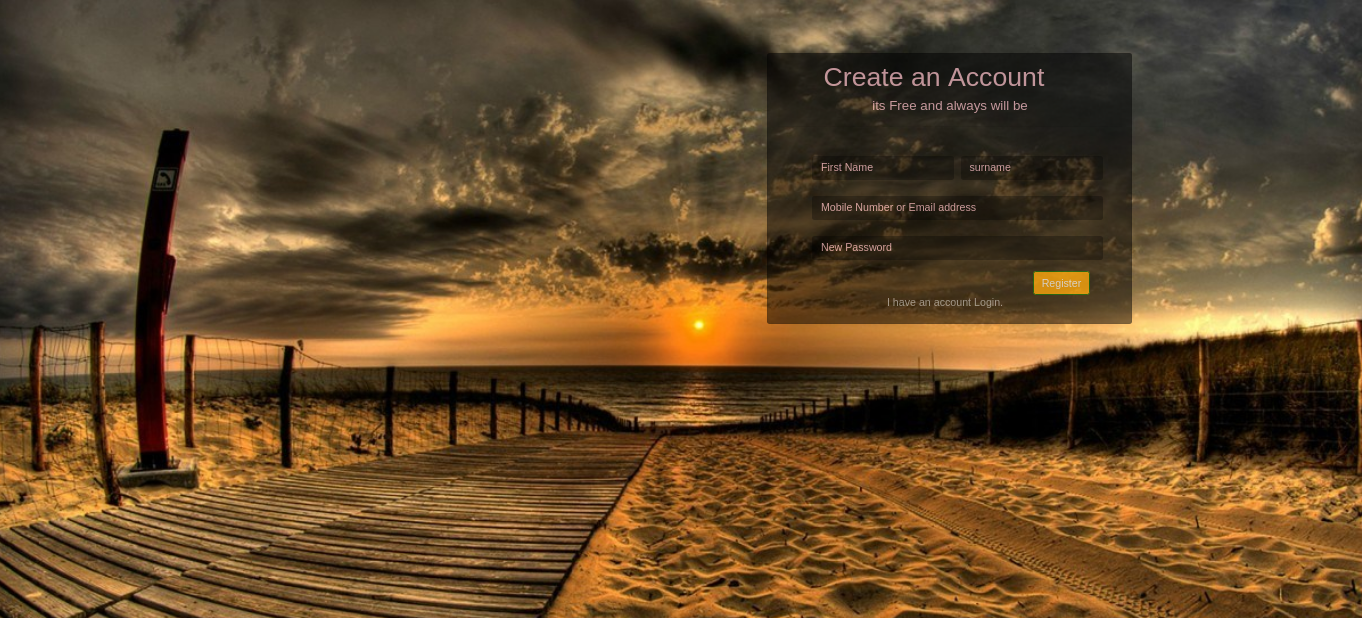 Create an Account
its Free and always will be
First Name surname
Mobile Number or Email address
New Password
Register
I have an account Login.